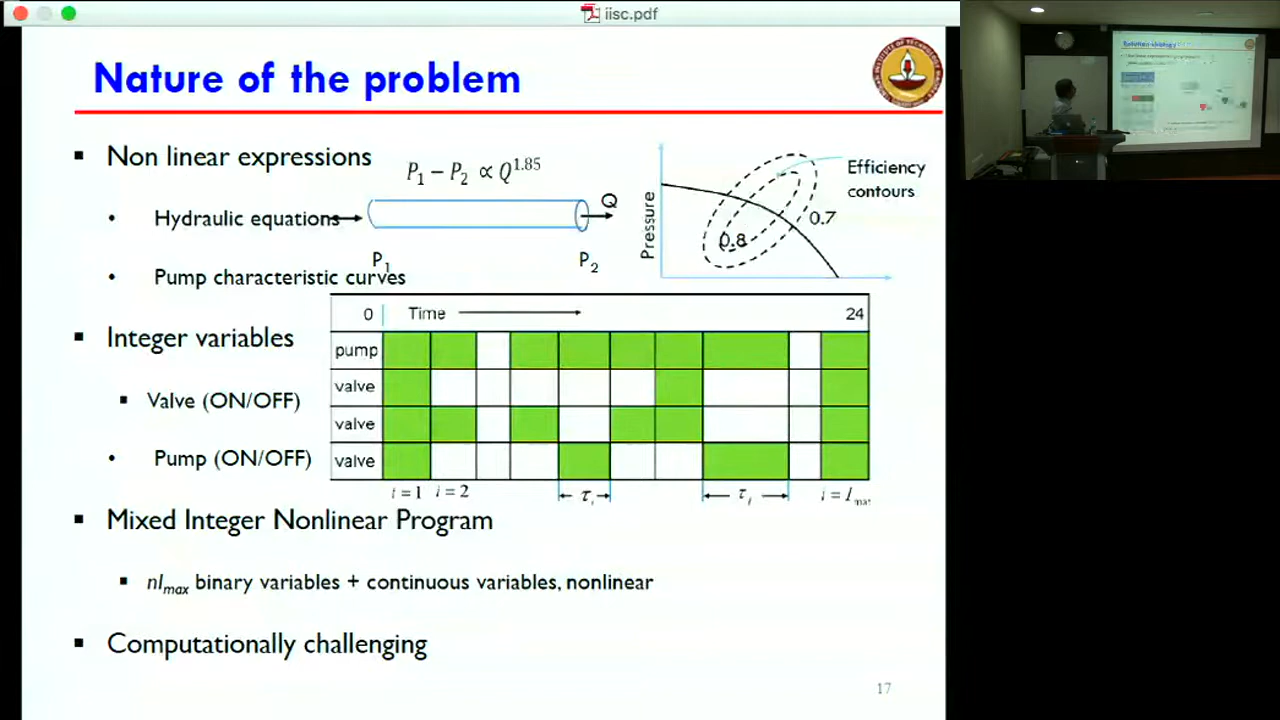 iisc.pdf
Nature of the problem
Non linear expressions
P1 – P2 ∝ Q^1.85
Hydraulic equations
Q
P1
P2
Pump characteristic curves
Pressure
Efficiency
contours
0.7
0.8
0 Time 24
pump
valve
valve
valve
i = 1 i = 2 τi τj i = Imax
Integer variables
Valve (ON/OFF)
Pump (ON/OFF)
Mixed Integer Nonlinear Program
nImax binary variables + continuous variables, nonlinear
Computationally challenging
17